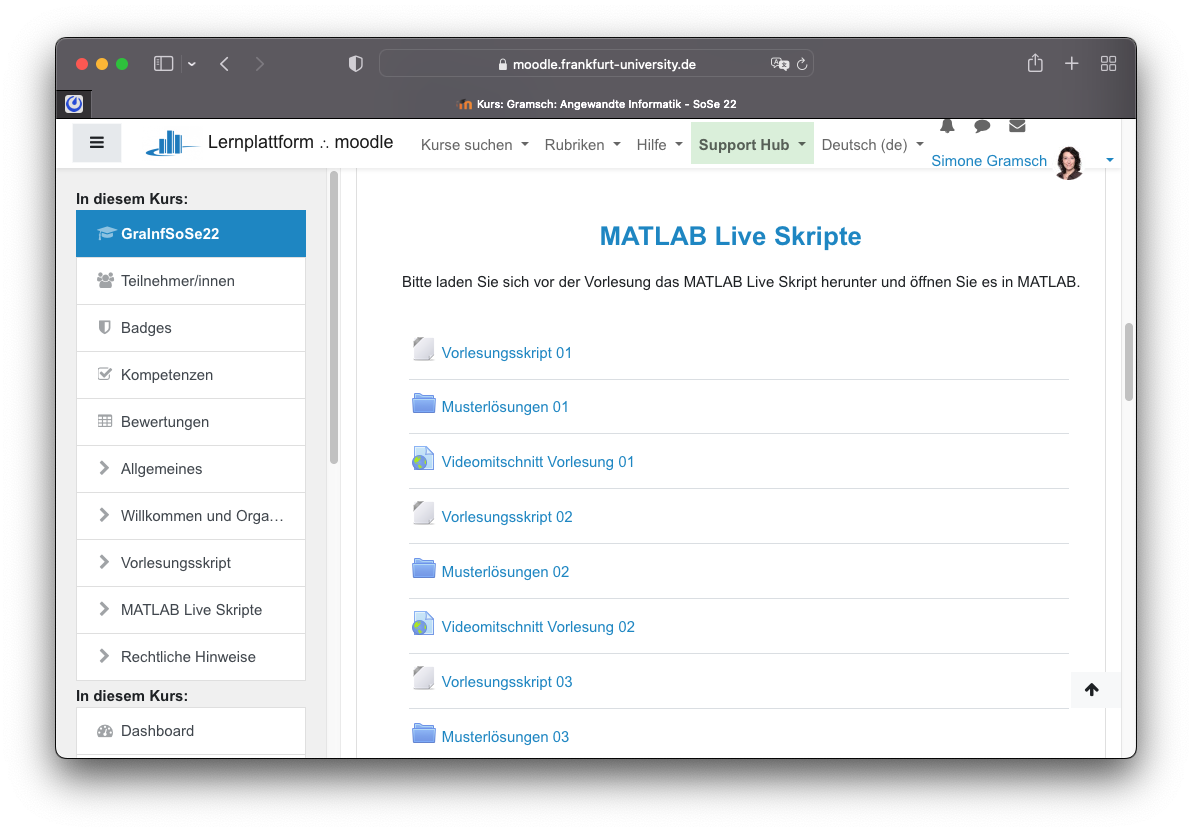 moodle.frankfurt-university.de
Kurs: Gramsch: Angewandte Informatik - SoSe 22
Lernplattform ∴ moodle
Kurse suchen
Rubriken
Hilfe
Support Hub
Deutsch (de)
Simone Gramsch
In diesem Kurs:
GraInfSoSe22
Teilnehmer/innen
Badges
Kompetenzen
Bewertungen
Allgemeines
Willkommen und Orga…
Vorlesungsskript
MATLAB Live Skripte
Rechtliche Hinweise
In diesem Kurs:
Dashboard
MATLAB Live Skripte
Bitte laden Sie sich vor der Vorlesung das MATLAB Live Skript herunter und öffnen Sie es in MATLAB.
Vorlesungsskript 01
Musterlösungen 01
Videomitschnitt Vorlesung 01
Vorlesungsskript 02
Musterlösungen 02
Videomitschnitt Vorlesung 02
Vorlesungsskript 03
Musterlösungen 03